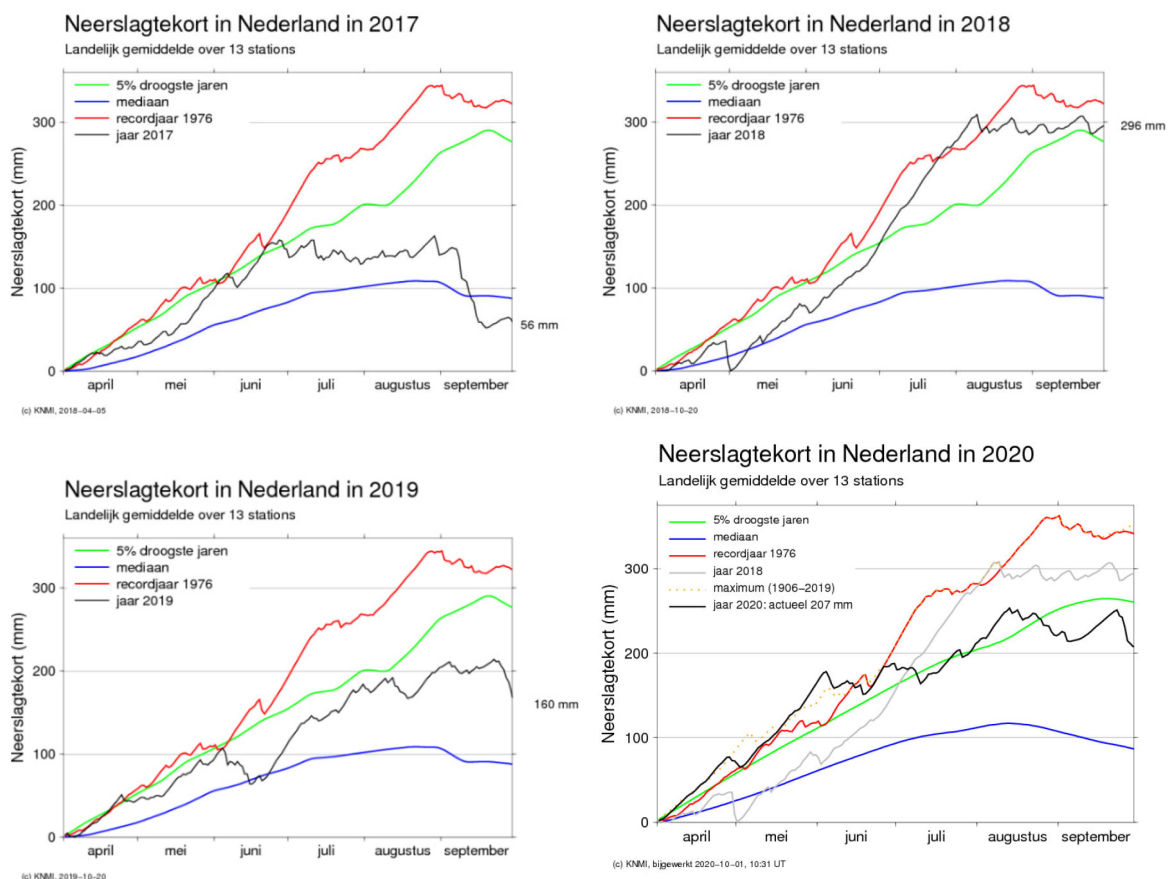 Neerslagtekort in Nederland in 2017
Landelijk gemiddelde over 13 stations
5% droogste jaren
mediaan
recordjaar 1976
jaar 2017
Neerslagtekort (mm)
300
200
100
0
april mei juni juli augustus september
56 mm
(c) KNMI, 2018-04-05
Neerslagtekort in Nederland in 2018
Landelijk gemiddelde over 13 stations
5% droogste jaren
mediaan
recordjaar 1976
jaar 2018
Neerslagtekort (mm)
300
200
100
0
april mei juni juli augustus september
296 mm
(c) KNMI, 2018-10-20
Neerslagtekort in Nederland in 2019
Landelijk gemiddelde over 13 stations
5% droogste jaren
mediaan
recordjaar 1976
jaar 2019
Neerslagtekort (mm)
300
200
100
0
april mei juni juli augustus september
160 mm
(c) KNMI, 2019-10-20
Neerslagtekort in Nederland in 2020
Landelijk gemiddelde over 13 stations
5% droogste jaren
mediaan
recordjaar 1976
jaar 2018
maximum (1906-2019)
jaar 2020: actueel 207 mm
Neerslagtekort (mm)
300
200
100
0
april mei juni juli augustus september
(c) KNMI, bijgewerkt 2020-10-01, 10:31 UT